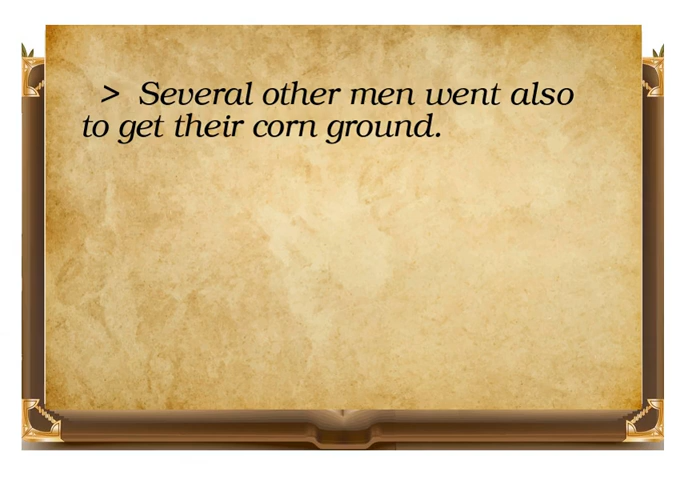 > Several other men went also
to get their corn ground.